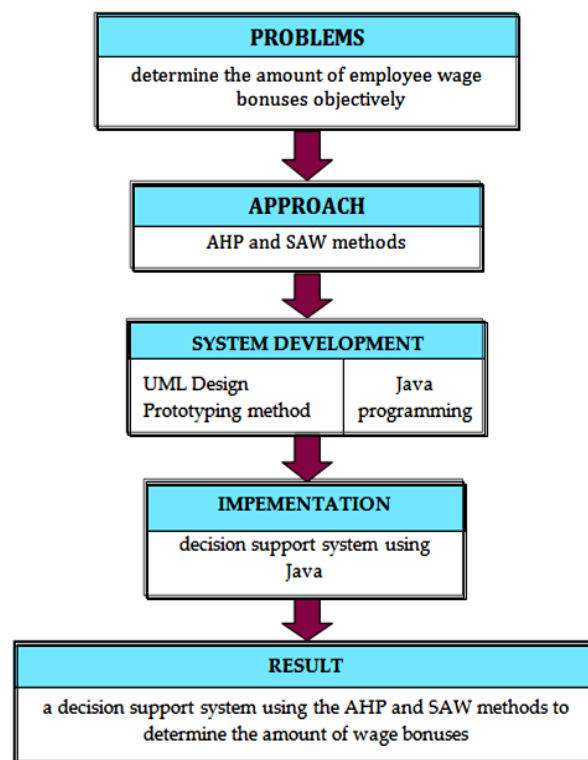 PROBLEMS
determine the amount of employee wage
bonuses objectively
APPROACH
AHP and SAW methods
SYSTEM DEVELOPMENT
UML Design
Prototyping method
Java
programming
IMPEMENTATION
decision support system using
Java
RESULT
a decision support system using the AHP and SAW methods to
determine the amount of wage bonuses